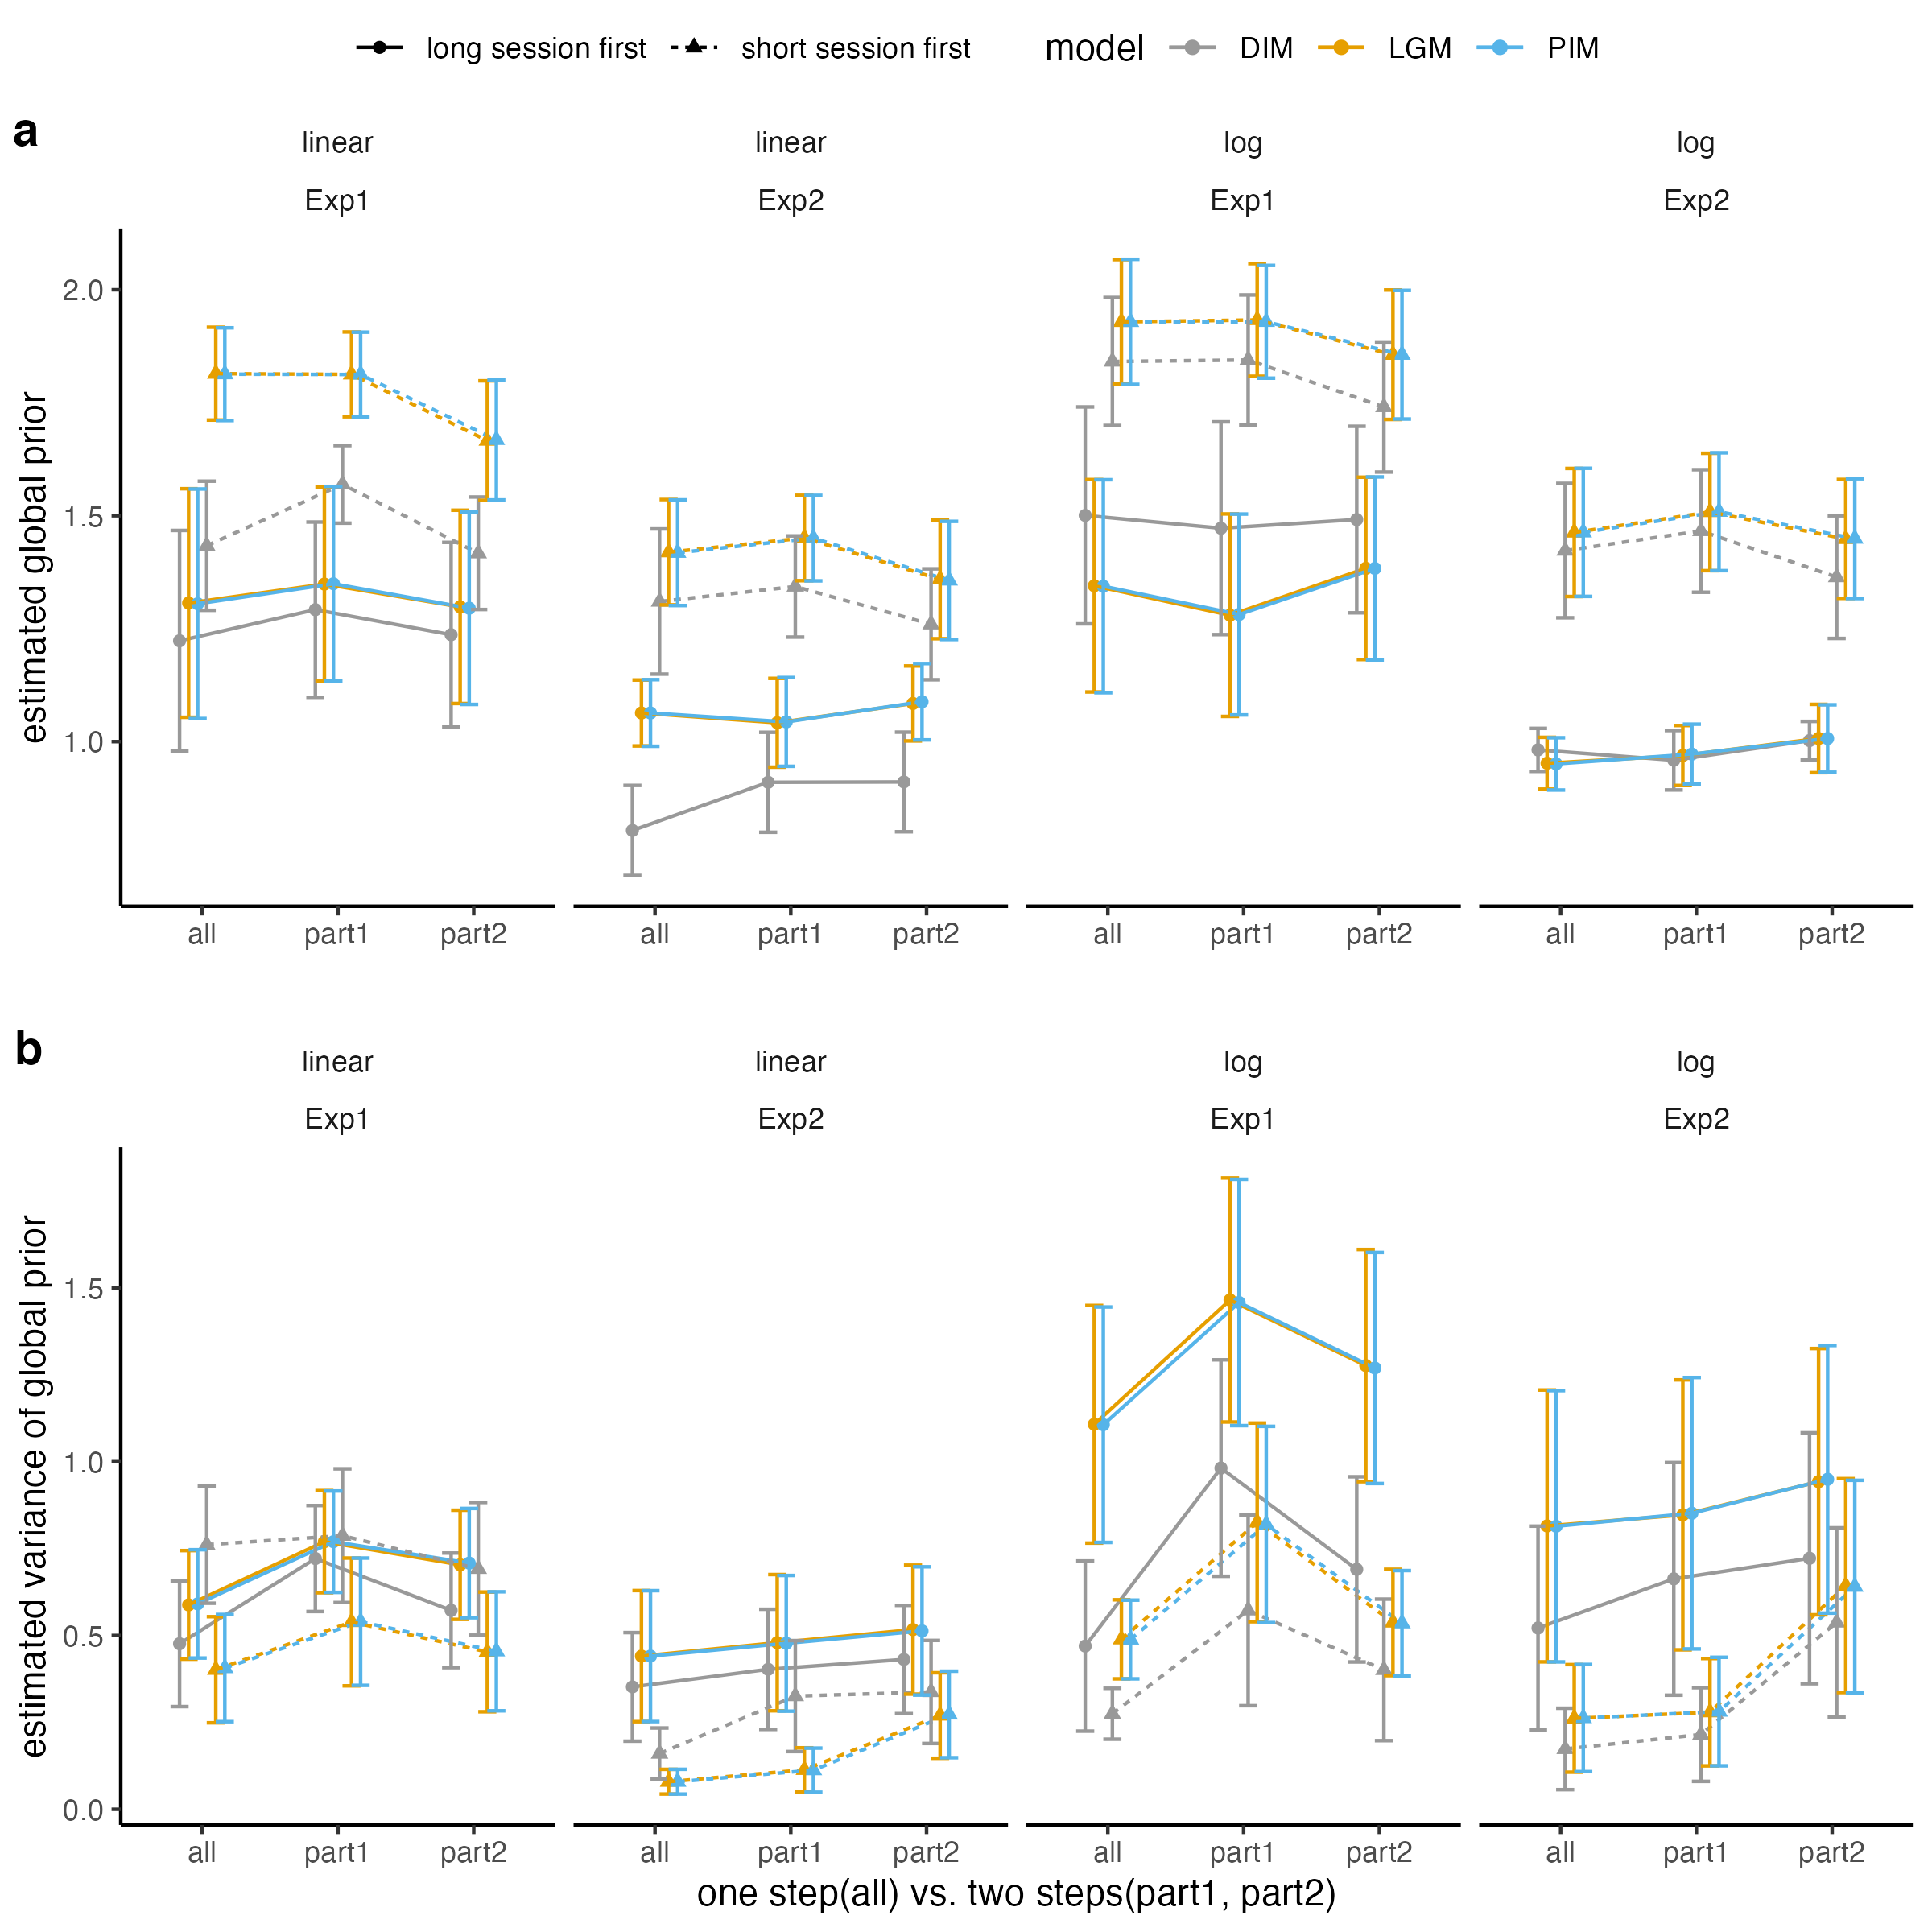 long session first short session first model DIM LGM PIM
a
linear linear log log
Exp1 Exp2 Exp1 Exp2
estimated global prior
2.0
1.5
1.0
all part1 part2 all part1 part2 all part1 part2 all part1 part2
b
linear linear log log
Exp1 Exp2 Exp1 Exp2
estimated variance of global prior
1.5
1.0
0.5
0.0
all part1 part2 all part1 part2 all part1 part2 all part1 part2
one step(all) vs. two steps(part1, part2)